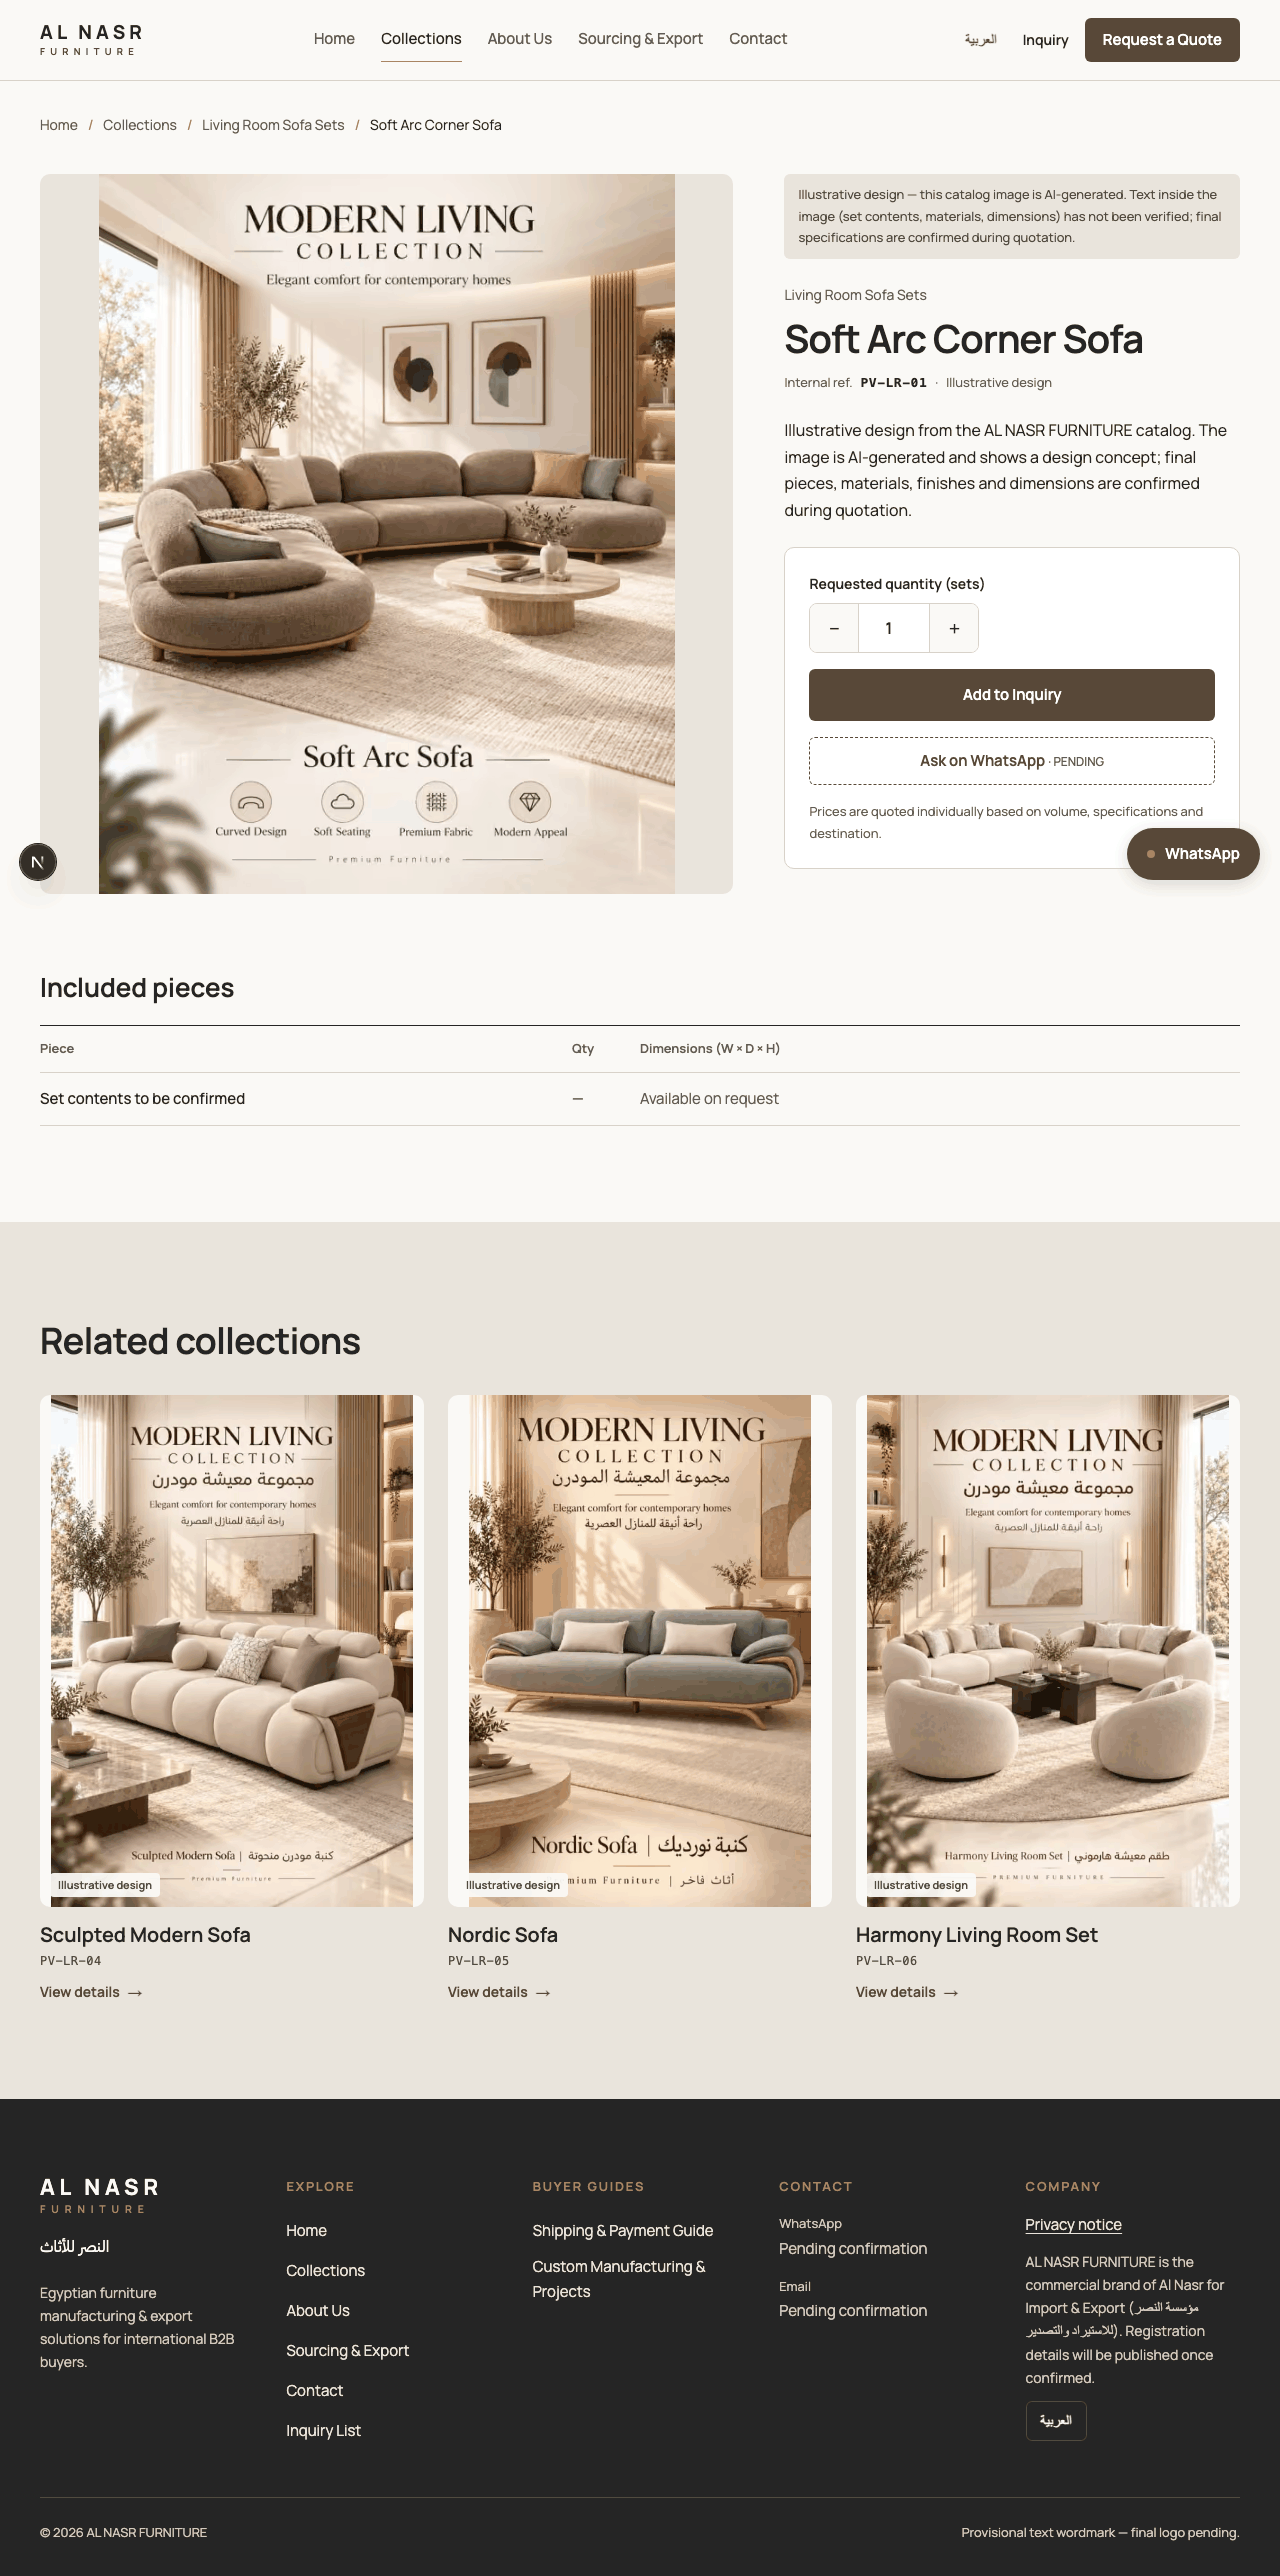 AL NASR
FURNITURE
Home
Collections
About Us
Sourcing & Export
Contact
العربية
Inquiry
Request a Quote
Home / Collections / Living Room Sofa Sets / Soft Arc Corner Sofa
MODERN LIVING
COLLECTION
Elegant comfort for contemporary homes
Soft Arc Sofa
Curved Design
Soft Seating
Premium Fabric
Modern Appeal
Premium Furniture
N
Illustrative design — this catalog image is AI-generated. Text inside the
image (set contents, materials, dimensions) has not been verified; final
specifications are confirmed during quotation.
Living Room Sofa Sets
Soft Arc Corner Sofa
Internal ref. PV-LR-01 · Illustrative design
Illustrative design from the AL NASR FURNITURE catalog. The
image is AI-generated and shows a design concept; final
pieces, materials, finishes and dimensions are confirmed
during quotation.
Requested quantity (sets)
− 1 +
Add to Inquiry
Ask on WhatsApp · PENDING
Prices are quoted individually based on volume, specifications and
destination.
WhatsApp
Included pieces
Piece
Qty
Dimensions (W × D × H)
Set contents to be confirmed
—
Available on request
Related collections
MODERN LIVING
COLLECTION
مجموعة معيشة مودرن
Elegant comfort for contemporary homes
راحة أنيقة للمنازل العصرية
Sculpted Modern Sofa | كنبة مودرن منحوتة
Premium Furniture
Illustrative design
Sculpted Modern Sofa
PV-LR-04
View details →
MODERN LIVING
COLLECTION
مجموعة المعيشة المودرن
Elegant comfort for contemporary homes
راحة أنيقة للمنازل العصرية
Nordic Sofa | كنبة نورديك
Furniture | أثاث فاخر
Illustrative design
Nordic Sofa
PV-LR-05
View details →
MODERN LIVING
COLLECTION
مجموعة معيشة مودرن
Elegant comfort for contemporary homes
راحة أنيقة للمنازل العصرية
Harmony Living Room Set | طقم معيشة هارموني
PREMIUM FURNITURE
Illustrative design
Harmony Living Room Set
PV-LR-06
View details →
AL NASR
FURNITURE
النصر للأثاث
Egyptian furniture
manufacturing & export
solutions for international B2B
buyers.
EXPLORE
Home
Collections
About Us
Sourcing & Export
Contact
Inquiry List
BUYER GUIDES
Shipping & Payment Guide
Custom Manufacturing &
Projects
CONTACT
WhatsApp
Pending confirmation
Email
Pending confirmation
COMPANY
Privacy notice
AL NASR FURNITURE is the
commercial brand of Al Nasr for
Import & Export (مؤسسة النصر
للاستيراد والتصدير). Registration
details will be published once
confirmed.
العربية
© 2026 AL NASR FURNITURE
Provisional text wordmark — final logo pending.